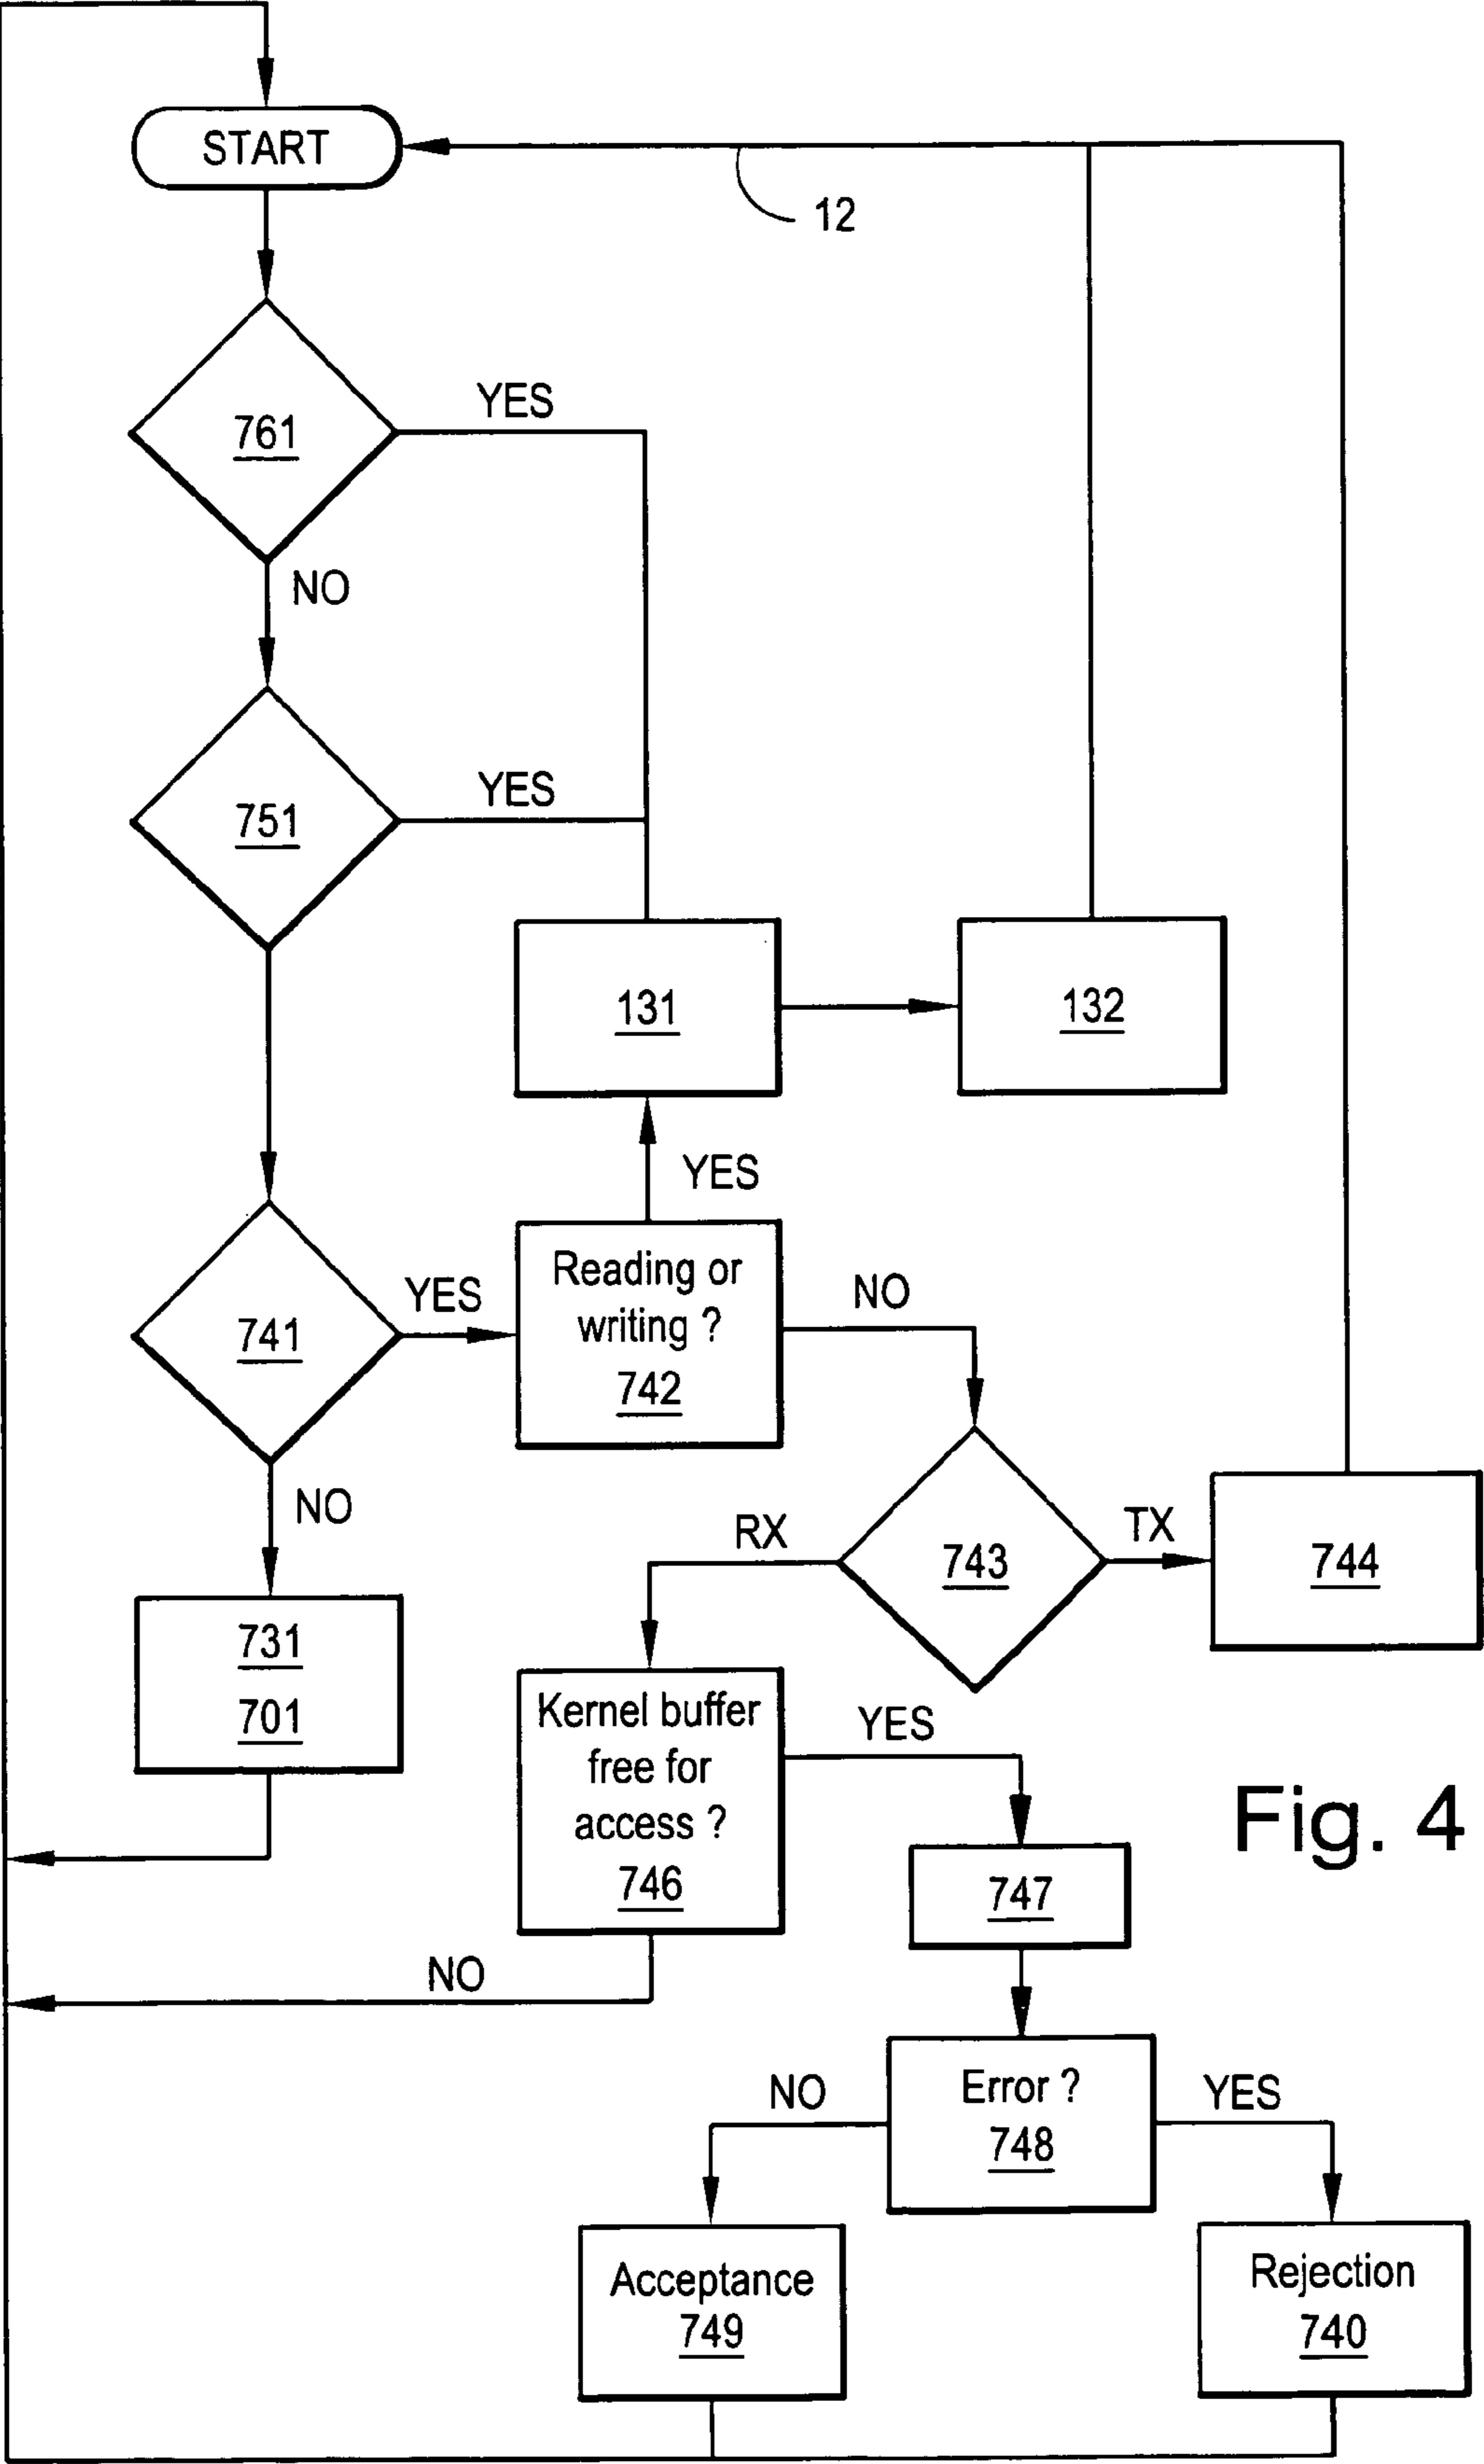 START
12
YES
761
NO
YES
751
131
132
YES
Reading or
writing ?
742
YES
NO
741
NO
RX
743
TX
744
731
701
Kernel buffer
free for
access ?
746
YES
Fig. 4
747
NO
Error ?
748
NO
YES
Acceptance
749
Rejection
740